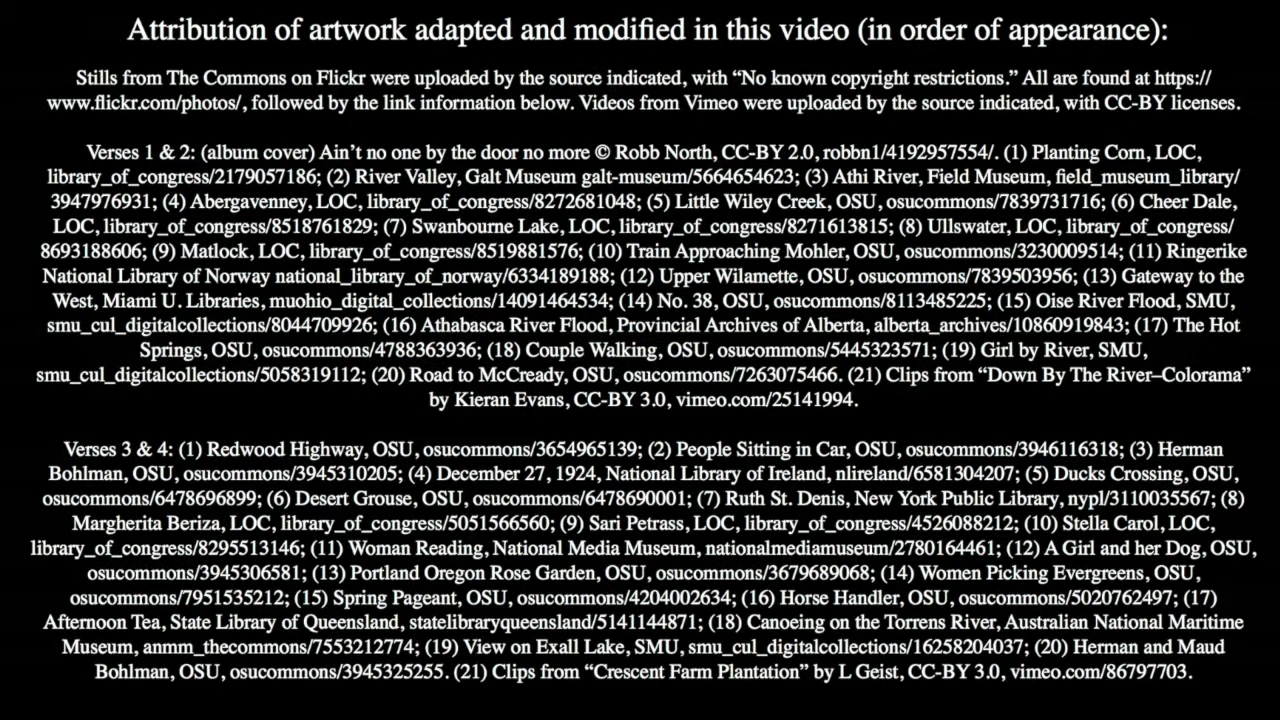 Attribution of artwork adapted and modified in this video (in order of appearance):
Stills from The Commons on Flickr were uploaded by the source indicated, with “No known copyright restrictions.” All are found at https://
www.flickr.com/photos/, followed by the link information below. Videos from Vimeo were uploaded by the source indicated, with CC-BY licenses.
Verses 1 & 2: (album cover) Ain’t no one by the door no more © Robb North, CC-BY 2.0, robbn1/4192957554/. (1) Planting Corn, LOC,
library_of_congress/2179057186; (2) River Valley, Galt Museum galt-museum/5664654623; (3) Athi River, Field Museum, field_museum_library/
3947976931; (4) Abergavenney, LOC, library_of_congress/8272681048; (5) Little Wiley Creek, OSU, osucommons/7839731716; (6) Cheer Dale,
LOC, library_of_congress/8518761829; (7) Swanbourne Lake, LOC, library_of_congress/8271613815; (8) Ullswater, LOC, library_of_congress/
8693188606; (9) Matlock, LOC, library_of_congress/8519881576; (10) Train Approaching Mohler, OSU, osucommons/3230009514; (11) Ringerike
National Library of Norway national_library_of_norway/6334189188; (12) Upper Wilamette, OSU, osucommons/7839503956; (13) Gateway to the
West, Miami U. Libraries, muohio_digital_collections/14091464534; (14) No. 38, OSU, osucommons/8113485225; (15) Oise River Flood, SMU,
smu_cul_digitalcollections/8044709926; (16) Athabasca River Flood, Provincial Archives of Alberta, alberta_archives/10860919843; (17) The Hot
Springs, OSU, osucommons/4788363936; (18) Couple Walking, OSU, osucommons/5445323571; (19) Girl by River, SMU,
smu_cul_digitalcollections/5058319112; (20) Road to McCready, OSU, osucommons/7263075466. (21) Clips from “Down By The River–Colorama”
by Kieran Evans, CC-BY 3.0, vimeo.com/25141994.
Verses 3 & 4: (1) Redwood Highway, OSU, osucommons/3654965139; (2) People Sitting in Car, OSU, osucommons/3946116318; (3) Herman
Bohlman, OSU, osucommons/3945310205; (4) December 27, 1924, National Library of Ireland, nlireland/6581304207; (5) Ducks Crossing, OSU,
osucommons/6478696899; (6) Desert Grouse, OSU, osucommons/6478690001; (7) Ruth St. Denis, New York Public Library, nypl/3110035567; (8)
Margherita Beriza, LOC, library_of_congress/5051566560; (9) Sari Petrass, LOC, library_of_congress/4526088212; (10) Stella Carol, LOC,
library_of_congress/8295513146; (11) Woman Reading, National Media Museum, nationalmediamuseum/2780164461; (12) A Girl and her Dog, OSU,
osucommons/3945306581; (13) Portland Oregon Rose Garden, OSU, osucommons/3679689068; (14) Women Picking Evergreens, OSU,
osucommons/7951535212; (15) Spring Pageant, OSU, osucommons/4204002634; (16) Horse Handler, OSU, osucommons/5020762497; (17)
Afternoon Tea, State Library of Queensland, statelibraryqueensland/5141144871; (18) Canoeing on the Torrens River, Australian National Maritime
Museum, anmm_thecommons/7553212774; (19) View on Exall Lake, SMU, smu_cul_digitalcollections/16258204037; (20) Herman and Maud
Bohlman, OSU, osucommons/3945325255. (21) Clips from “Crescent Farm Plantation” by L Geist, CC-BY 3.0, vimeo.com/86797703.